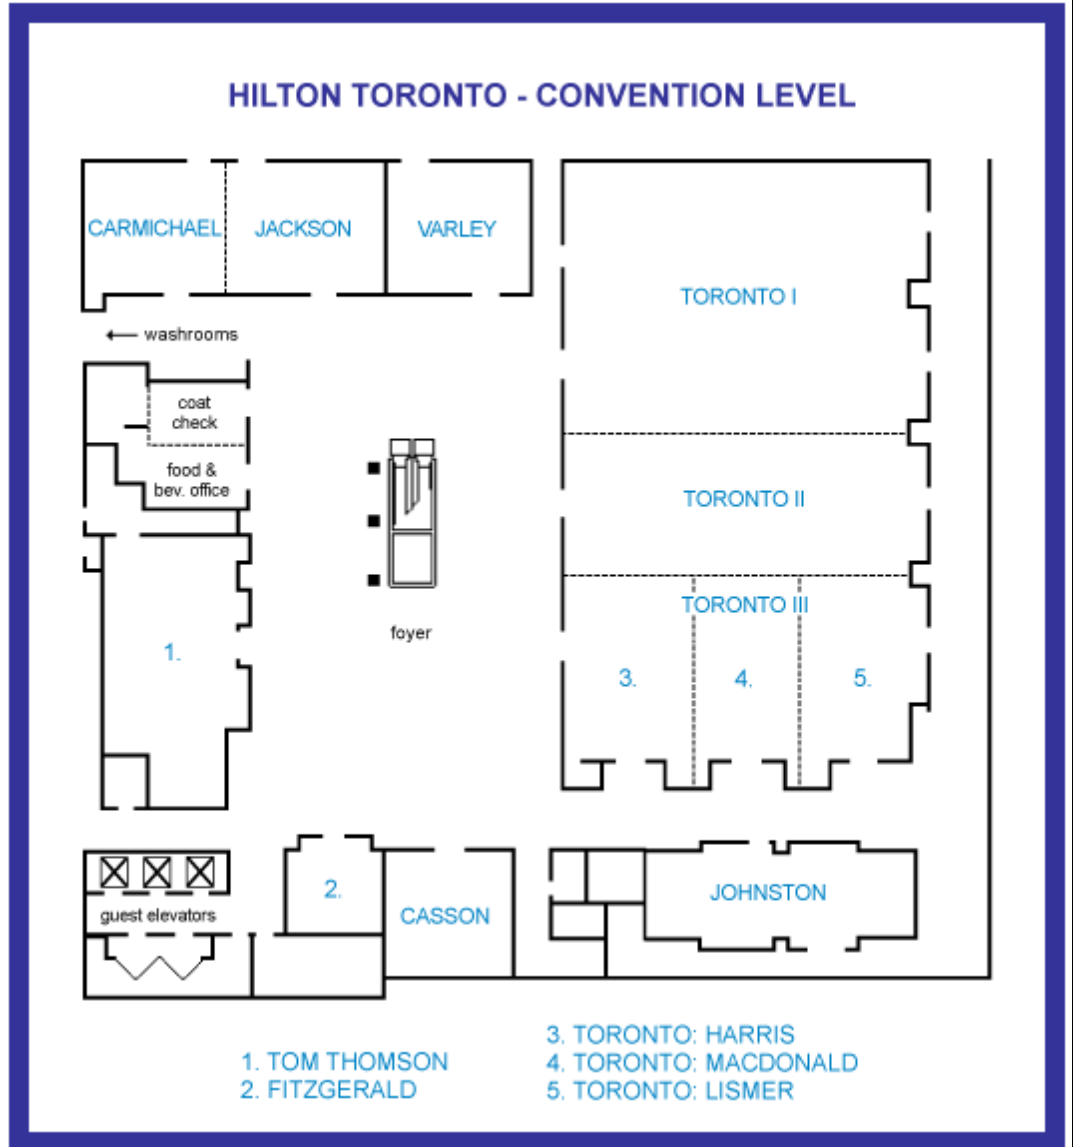 HILTON TORONTO - CONVENTION LEVEL
CARMICHAEL
JACKSON
VARLEY
TORONTO I
washrooms
coat
check
food &
bev. office
TORONTO II
TORONTO III
foyer
1.
3.
4.
5.
2.
JOHNSTON
CASSON
guest elevators
1. TOM THOMSON
2. FITZGERALD
3. TORONTO: HARRIS
4. TORONTO: MACDONALD
5. TORONTO: LISMER